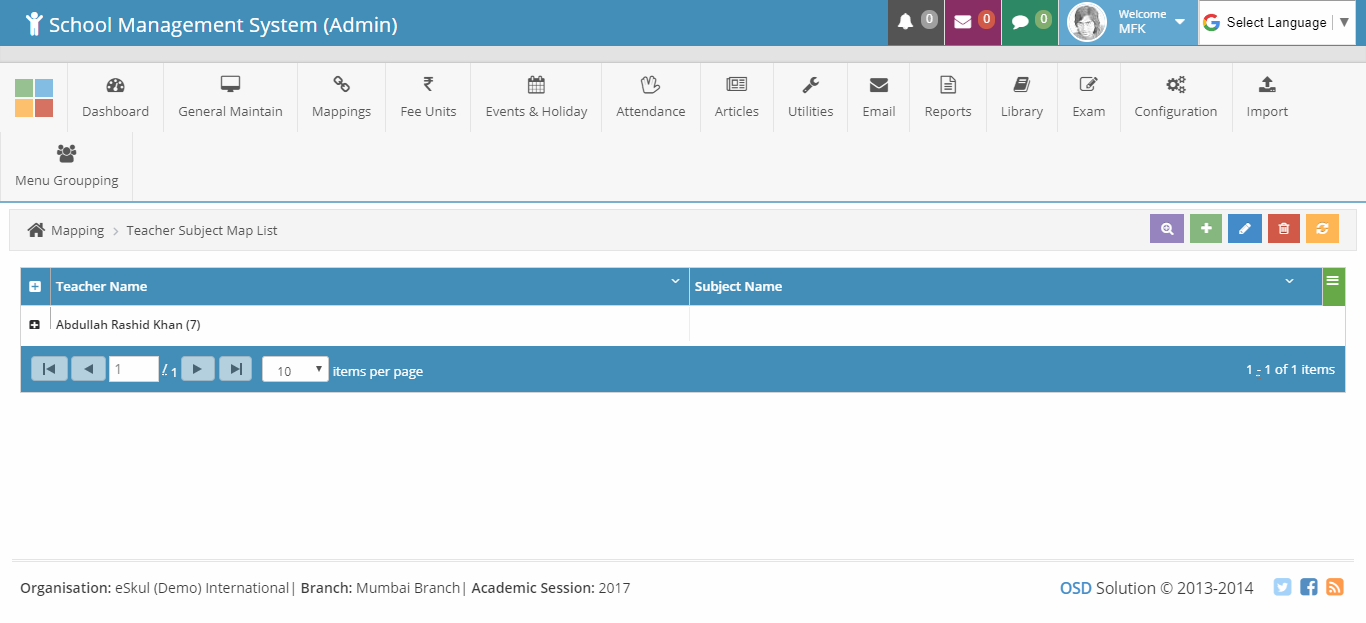 School Management System (Admin)
0
0
0
Welcome
MFK
Select Language
Dashboard
General Maintain
Mappings
Fee Units
Events & Holiday
Attendance
Articles
Utilities
Email
Reports
Library
Exam
Configuration
Import
Menu Groupping
Mapping > Teacher Subject Map List
Teacher Name
Subject Name
Abdullah Rashid Khan (7)
1 / 1
10
items per page
1 - 1 of 1 items
Organisation: eSkul (Demo) International| Branch: Mumbai Branch| Academic Session: 2017
OSD Solution © 2013-2014